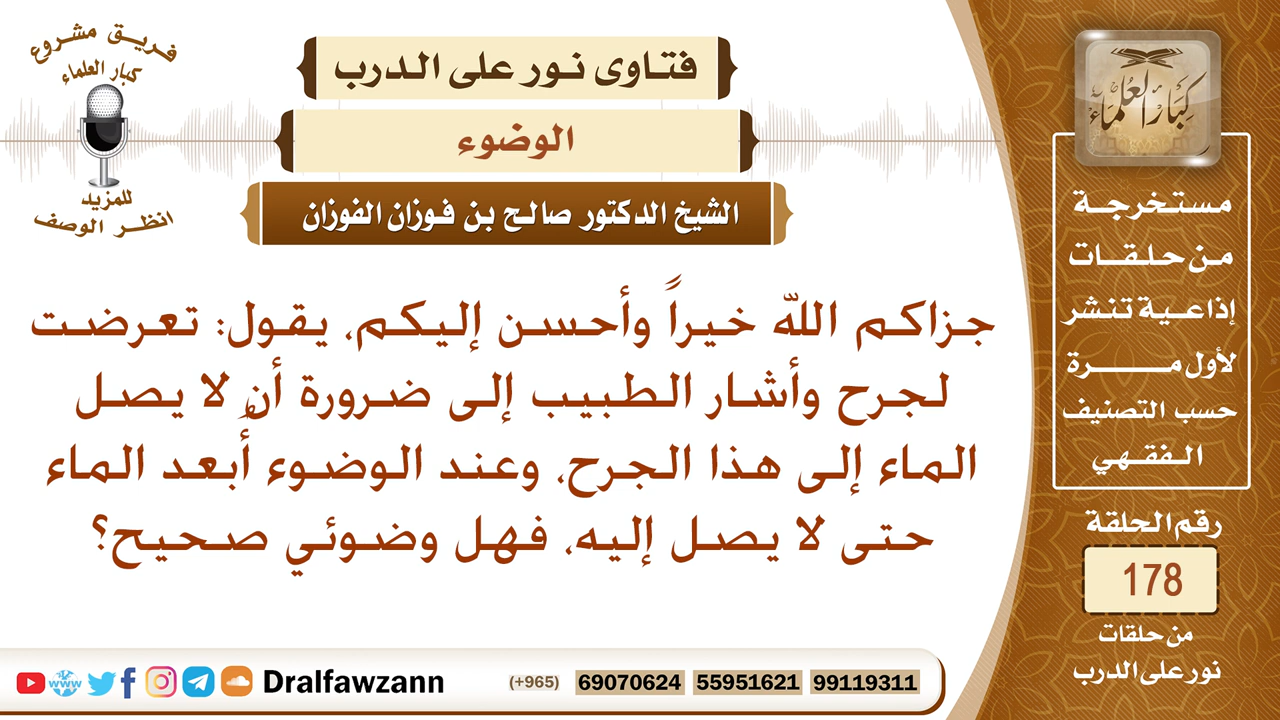 فريق مشروع
كبار العلماء
للمزيد
انظر الوصف
فتاوى نور على الدرب
الوضوء
الشيخ الدكتور صالح بن فوزان الفوزان
جزاكم الله خيراً وأحسن إليكم، يقول: تعرضت
لجرح وأشار الطبيب إلى ضرورة أن لا يصل
الماء إلى هذا الجرح، وعند الوضوء أُبعد الماء
حتى لا يصل إليه، فهل وضوئي صحيح؟
كبار العلماء
مستخرجة
من حلقات
إذاعية تنشر
لأول مرة
حسب التصنيف
الفقهي
رقم الحلقة
178
من حلقات
نور على الدرب
www Dralfawzann (+965) 69070624 55951621 99119311